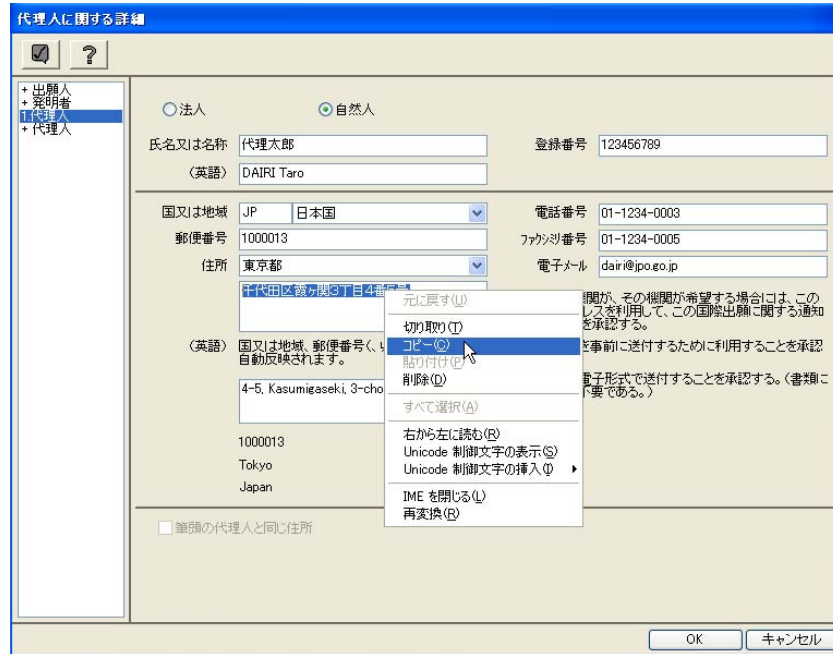 代理人に関する詳細
+ 出願人
+ 発明者
1.代理人
+ 代理人
法人
自然人
氏名又は名称 代理太郎
登録番号 123456789
(英語) DAIRI Taro
国又は地域 JP 日本国
電話番号 01-1234-0003
郵便番号 1000013
ファクシミリ番号 01-1234-0005
住所 東京都
電子メール dairi@jpo.go.jp
千代田区霞ヶ関3丁目4番
関が、その機関が希望する場合には、この
レスを利用して、この国際出願に関する通知
を承認する。
(英語) 国又は地域、郵便番号(、
自動反映されます。
を事前に送付するために利用することを承認
電子形式で送付することを承認する。(書類に
要である。)
4-5, Kasumigaseki, 3-cho
1000013
Tokyo
Japan
元に戻す(U)
切り取り(T)
コピー(C)
貼り付け(P)
削除(D)
すべて選択(A)
右から左に読む(R)
Unicode 制御文字の表示(S)
Unicode 制御文字の挿入(I)
IME を閉じる(L)
再変換(R)
筆頭の代理人と同じ住所
OK
キャンセル